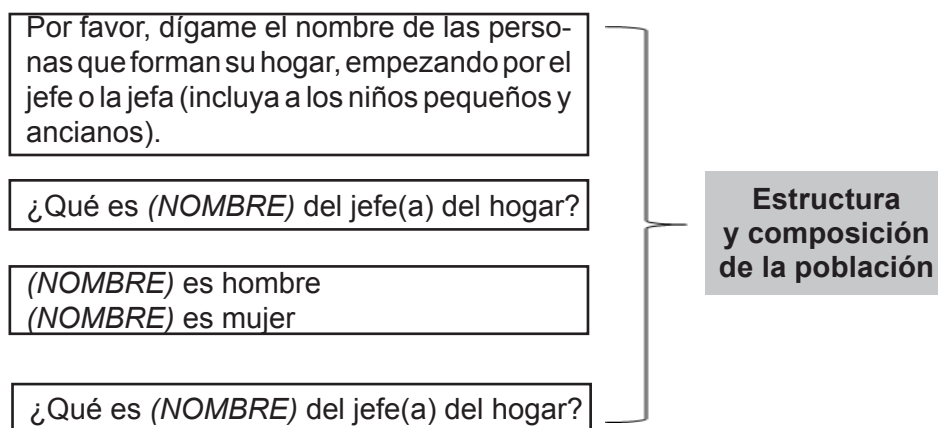 Por favor, dígame el nombre de las perso-
nas que forman su hogar, empezando por el
jefe o la jefa (incluya a los niños pequeños y
ancianos).
¿Qué es (NOMBRE) del jefe(a) del hogar?
(NOMBRE) es hombre
(NOMBRE) es mujer
¿Qué es (NOMBRE) del jefe(a) del hogar?
Estructura
y composición
de la población